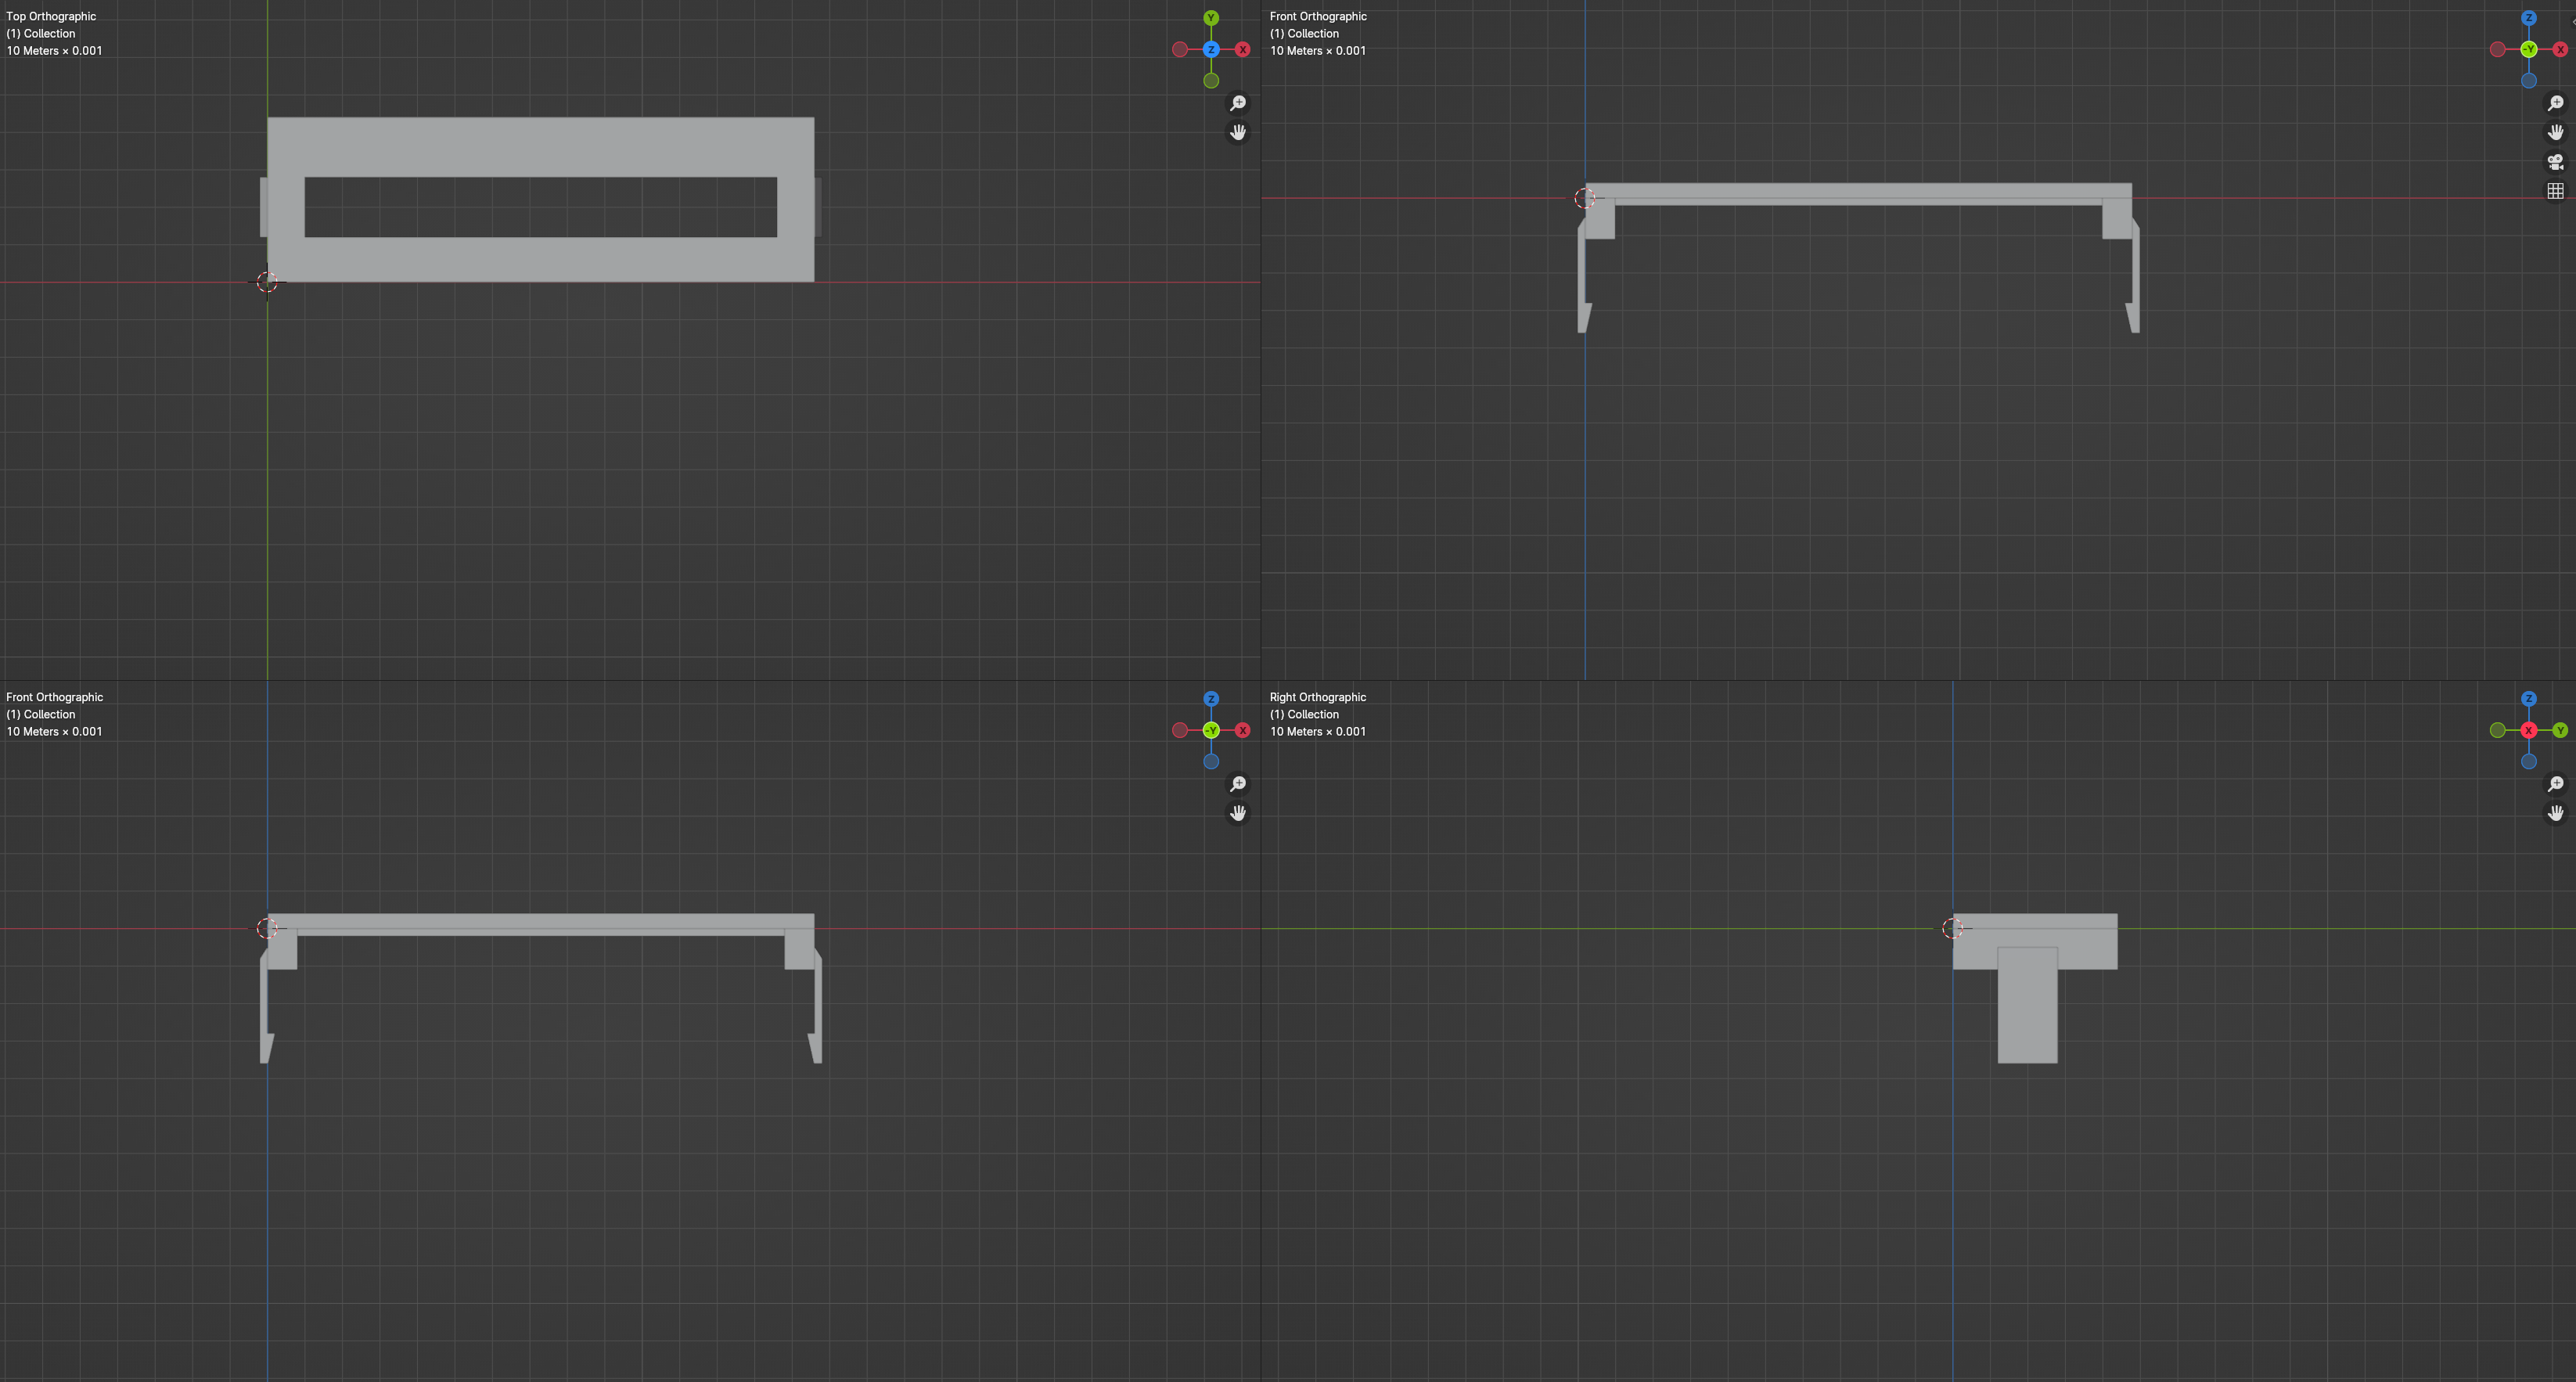 Top Orthographic
(1) Collection
10 Meters × 0.001
Y
Z
X
Front Orthographic
(1) Collection
10 Meters × 0.001
Z
-Y
X
Front Orthographic
(1) Collection
10 Meters × 0.001
Z
-Y
X
Right Orthographic
(1) Collection
10 Meters × 0.001
Z
X
Y